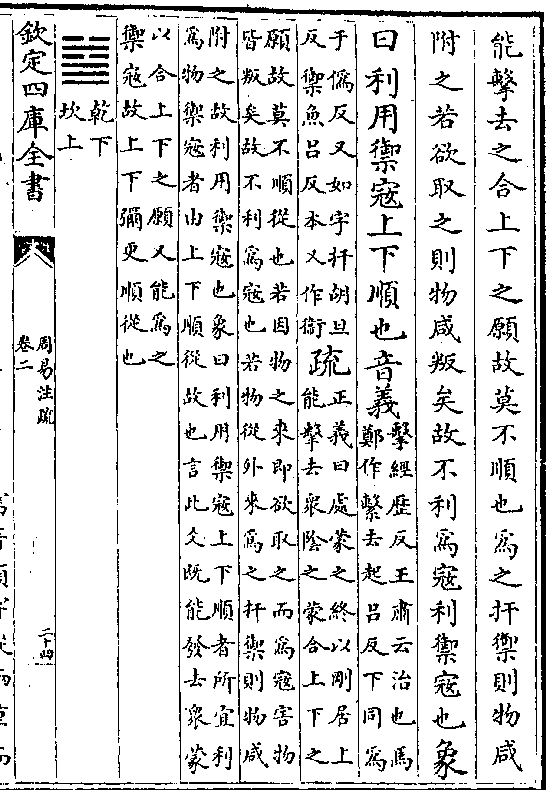 能擊去之合上下之願故莫不順也為之扞禦則物咸
附之若欲取之則物咸叛矣故不利為寇利禦寇也象
曰利用禦寇上下順也音義擊經歷反王肅云治也馬
鄭作繫去起呂反下同為
于偽反又如字扞胡旦
反禦魚呂反本又作衛
疏正義曰處蒙之終以剛居上
能擊去衆陰之蒙合上下之
願故莫不順從也若因物之來即欲取之而為寇害物
皆叛矣故不利為寇也若物從外來為之扞禦則物咸
附之故利用禦寇也象曰利用禦寇上下順者所宜利
為物禦寇者由上下順從故也言此爻既能發去衆蒙
以合上下之願又能為之
禦寇故上下彌更順從也
䷄乾下
坎上
欽定四庫全書
周易注疏
卷二
二十四